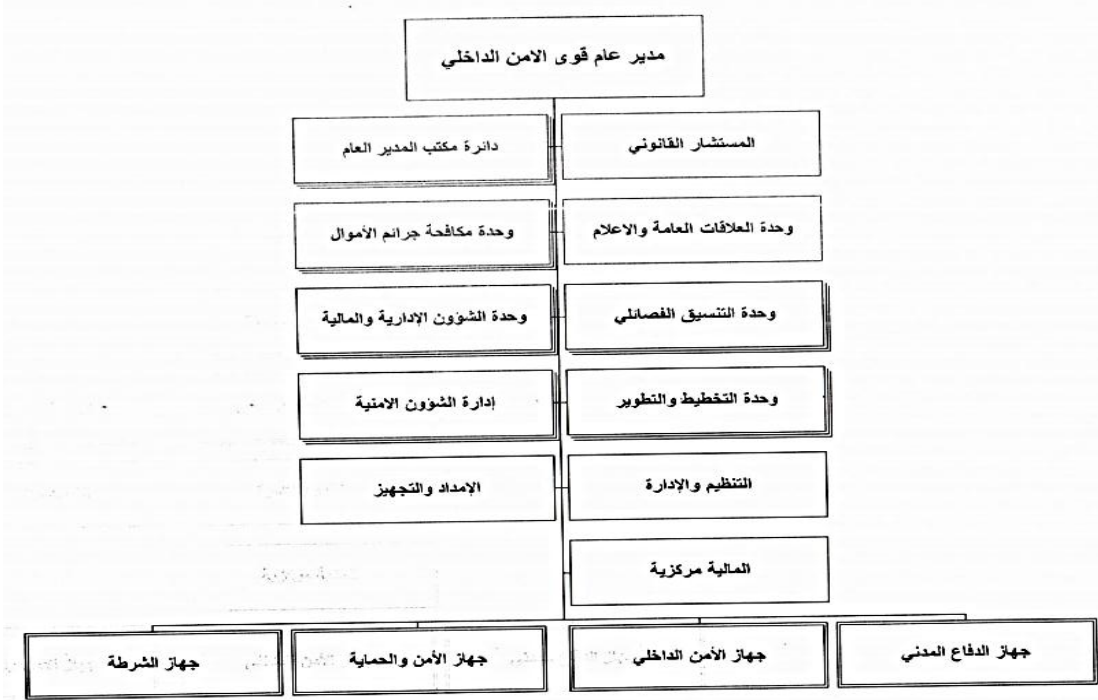 مدير عام قوى الامن الداخلي
المستشار القانوني
دائرة مكتب المدير العام
وحدة العلاقات العامة والاعلام
وحدة مكافحة جرائم الأموال
وحدة التنسيق الفصائلي
وحدة الشؤون الإدارية والمالية
وحدة التخطيط والتطوير
إدارة الشؤون الامنية
التنظيم والإدارة
الإمداد والتجهيز
المالية مركزية
جهاز الدفاع المدني
جهاز الأمن الداخلي
جهاز الأمن والحماية
جهاز الشرطة